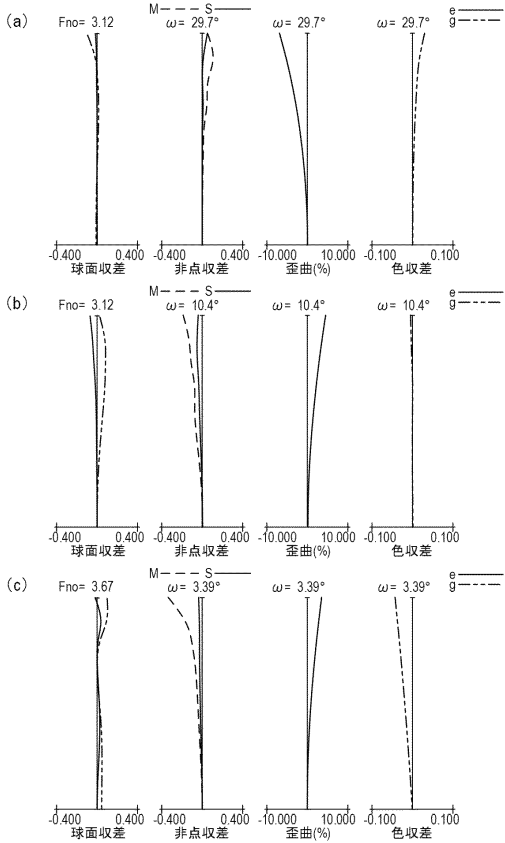 M S e
(a) Fno= 3.12 ω= 29.7° ω= 29.7° ω= 29.7° g
-0.400 0.400 -0.400 0.400 -10.000 10.000 -0.100 0.100
球面収差 非点収差 歪曲(%) 色収差
M S e
(b) Fno= 3.12 ω= 10.4° ω= 10.4° ω= 10.4° g
-0.400 0.400 -0.400 0.400 -10.000 10.000 -0.100 0.100
球面収差 非点収差 歪曲(%) 色収差
M S e
(c) Fno= 3.67 ω= 3.39° ω= 3.39° ω= 3.39° g
-0.400 0.400 -0.400 0.400 -10.000 10.000 -0.100 0.100
球面収差 非点収差 歪曲(%) 色収差